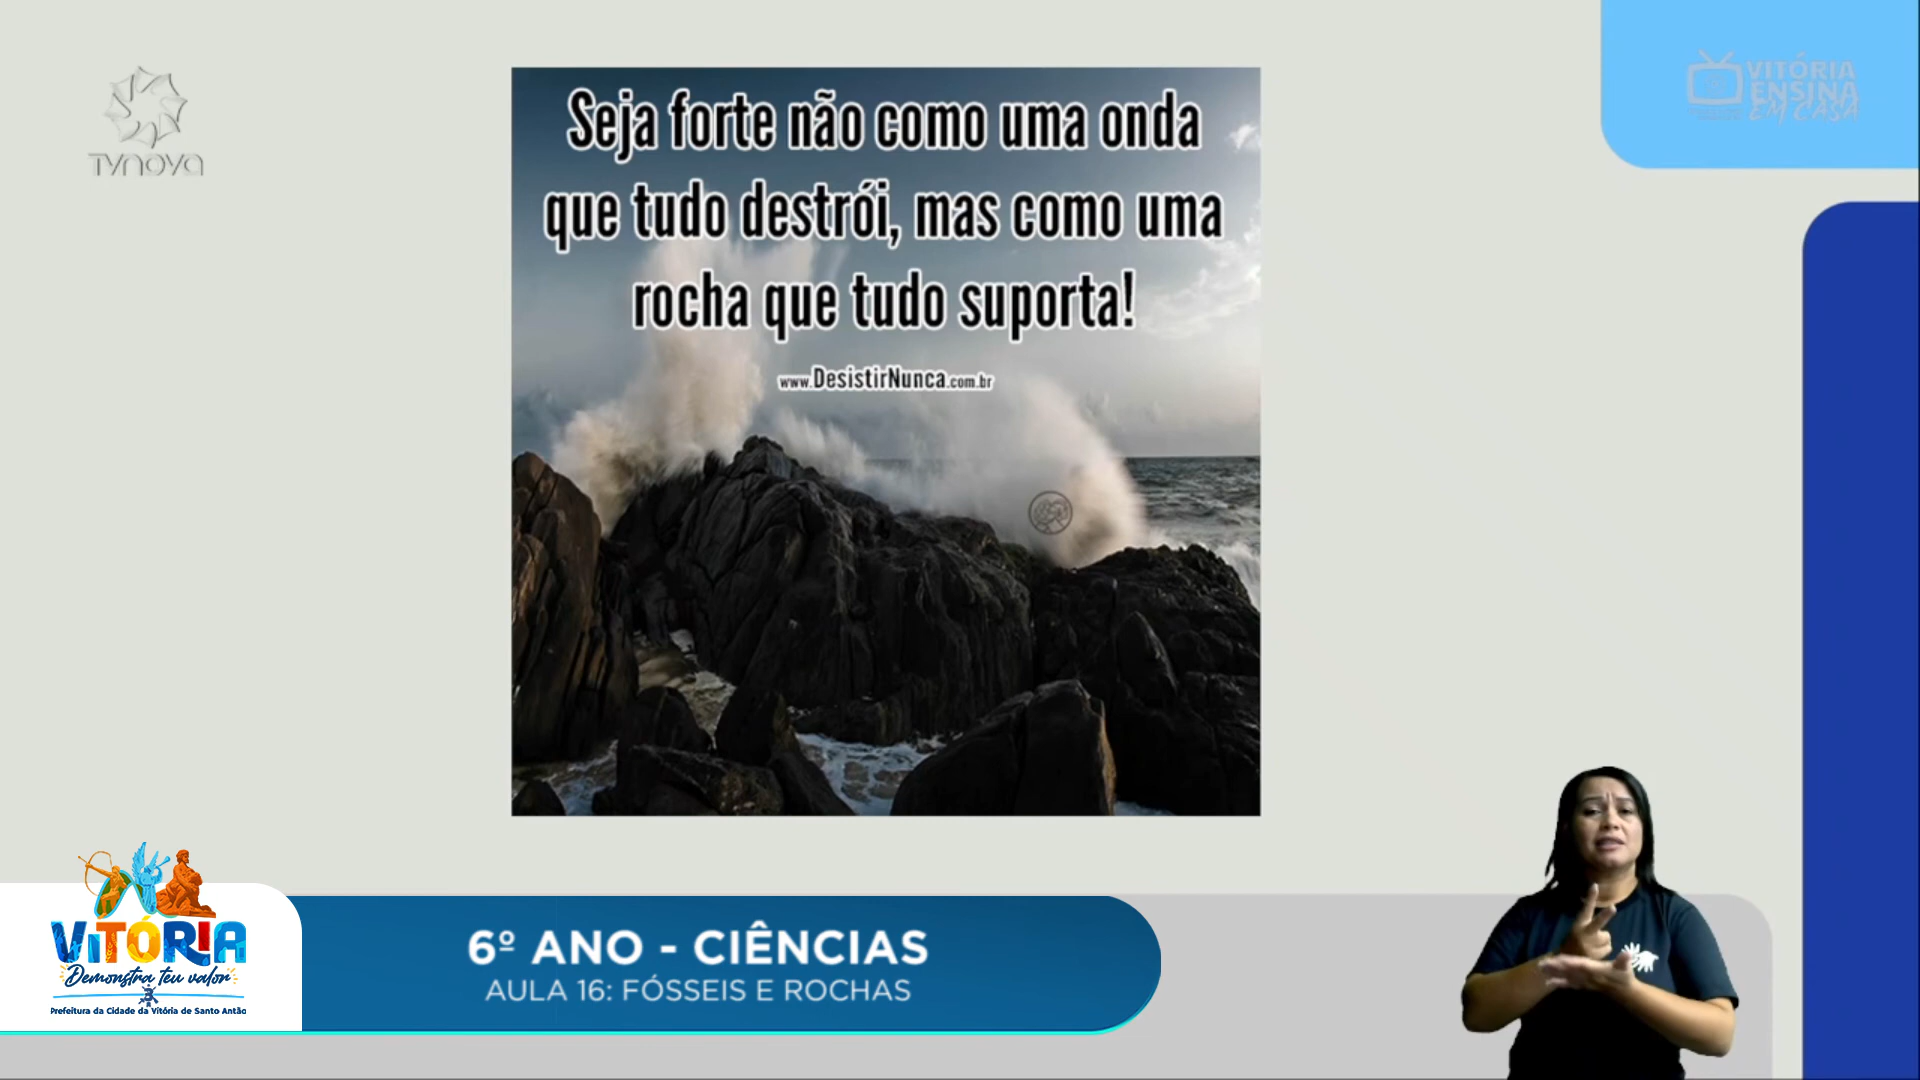 TVNOVA
VITÓRIA
ENSINA
EM CASA
Seja forte não como uma onda
que tudo destrói, mas como uma
rocha que tudo suporta!
www.DesistirNunca.com.br
VITÓRIA
Demonstra teu valor
Prefeitura da Cidade da Vitória de Santo Antão
6º ANO - CIÊNCIAS
AULA 16: FÓSSEIS E ROCHAS